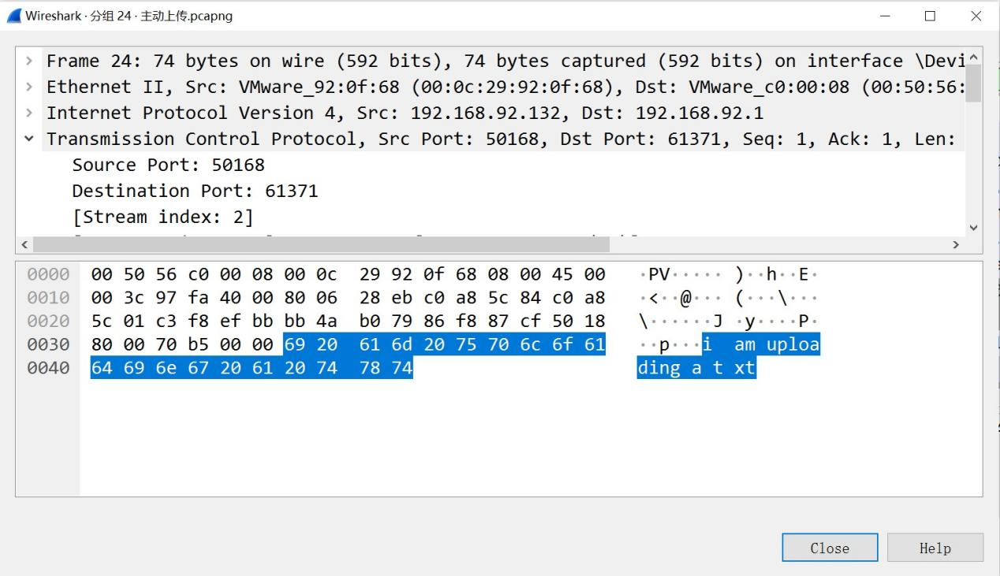 Wireshark · 分组 24 · 主动上传.pcapng
Frame 24: 74 bytes on wire (592 bits), 74 bytes captured (592 bits) on interface \Devi
Ethernet II, Src: VMware_92:0f:68 (00:0c:29:92:0f:68), Dst: VMware_c0:00:08 (00:50:56:
Internet Protocol Version 4, Src: 192.168.92.132, Dst: 192.168.92.1
Transmission Control Protocol, Src Port: 50168, Dst Port: 61371, Seq: 1, Ack: 1, Len:
Source Port: 50168
Destination Port: 61371
[Stream index: 2]
0000 00 50 56 c0 00 08 00 0c 29 92 0f 68 08 00 45 00 ·PV····· )··h··E·
0010 00 3c 97 fa 40 00 80 06 28 eb c0 a8 5c 84 c0 a8 ·<··@··· (···\···
0020 5c 01 c3 f8 ef bb bb 4a b0 79 86 f8 87 cf 50 18 \······J ·y····P·
0030 80 00 70 b5 00 00 69 20 61 6d 20 75 70 6c 6f 61 ··p···i  am uploa
0040 64 69 6e 67 20 61 20 74 78 74 ding a t xt
Close Help